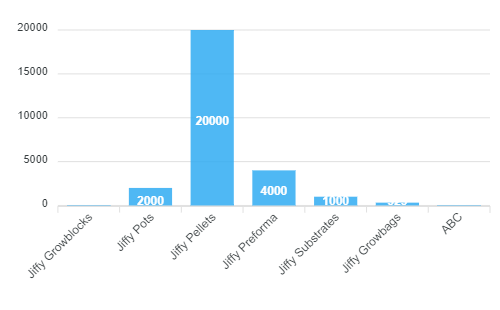 20000
15000
10000
5000
0
2000
20000
4000
1000
Jiffy Growblocks
Jiffy Pots
Jiffy Pellets
Jiffy Preforma
Jiffy Substrates
Jiffy Growbags
ABC